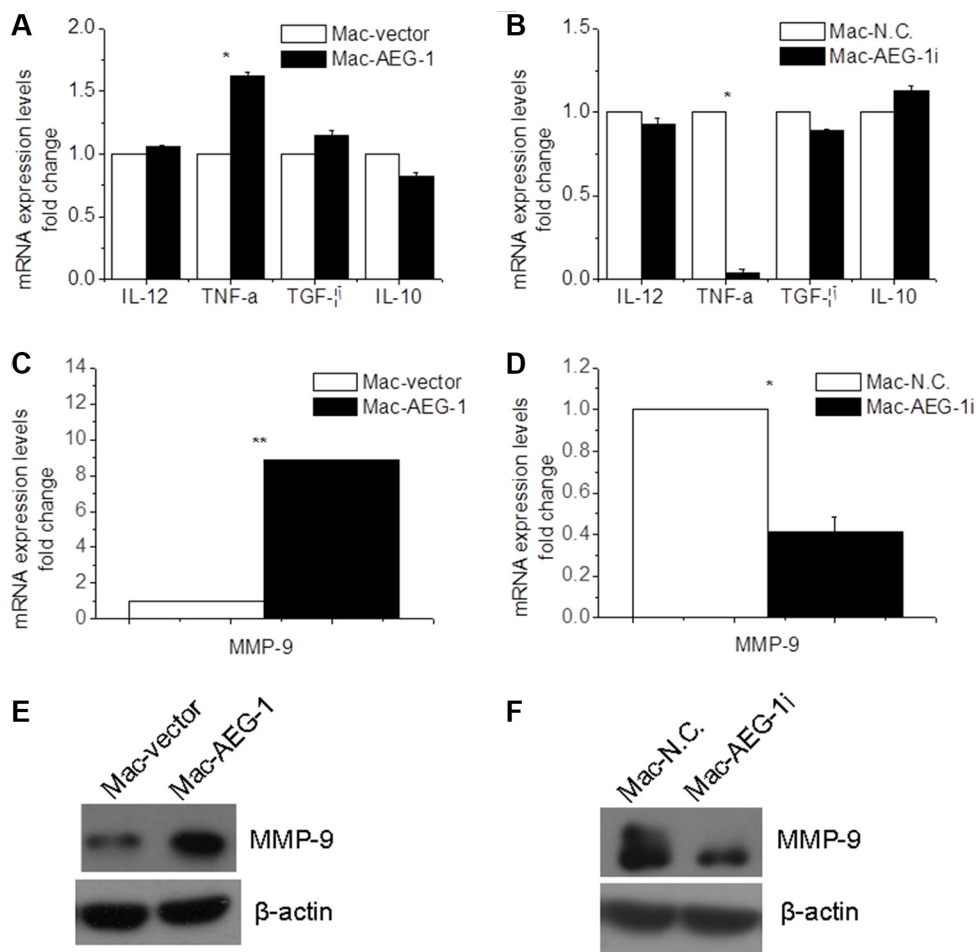 A
mRNA expression levels
fold change
2.0
1.5
1.0
0.5
0.0
*
Mac-vector
Mac-AEG-1
IL-12 TNF-a TGF- IL-10
B
mRNA expression levels
fold change
1.5
1.0
0.5
0.0
*
Mac-N.C.
Mac-AEG-1i
IL-12 TNF-a TGF- IL-10
C
mRNA expression levels
fold change
14
12
10
8
6
4
2
0
**
Mac-vector
Mac-AEG-1
MMP-9
D
mRNA expression levels
fold change
1.2
1.0
0.8
0.6
0.4
0.2
0.0
*
Mac-N.C.
Mac-AEG-1i
MMP-9
E
Mac-vector
Mac-AEG-1
MMP-9
β-actin
F
Mac-N.C.
Mac-AEG-1i
MMP-9
β-actin